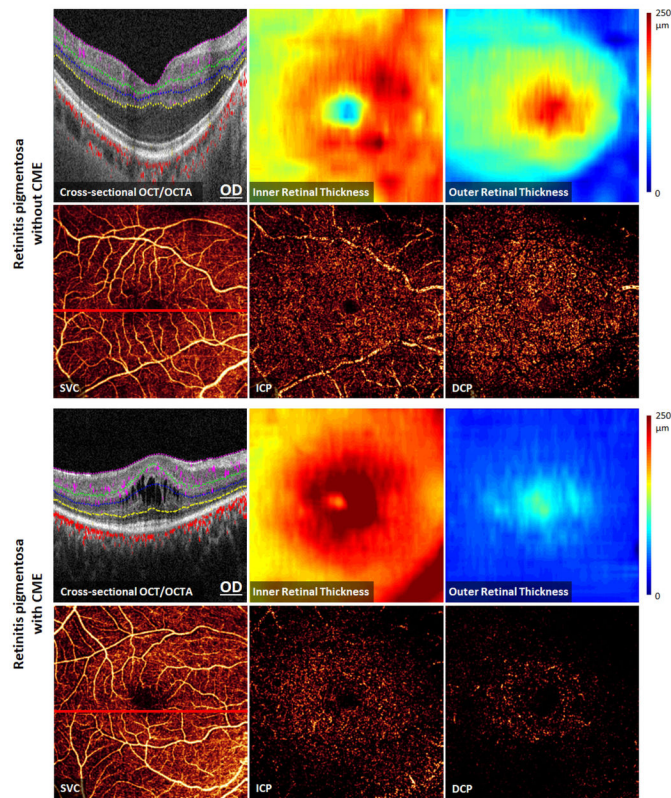 250
μm
0
Retinitis pigmentosa
without CME
Cross-sectional OCT/OCTA
OD
Inner Retinal Thickness
Outer Retinal Thickness
SVC
ICP
DCP
250
μm
0
Retinitis pigmentosa
with CME
Cross-sectional OCT/OCTA
OD
Inner Retinal Thickness
Outer Retinal Thickness
SVC
ICP
DCP